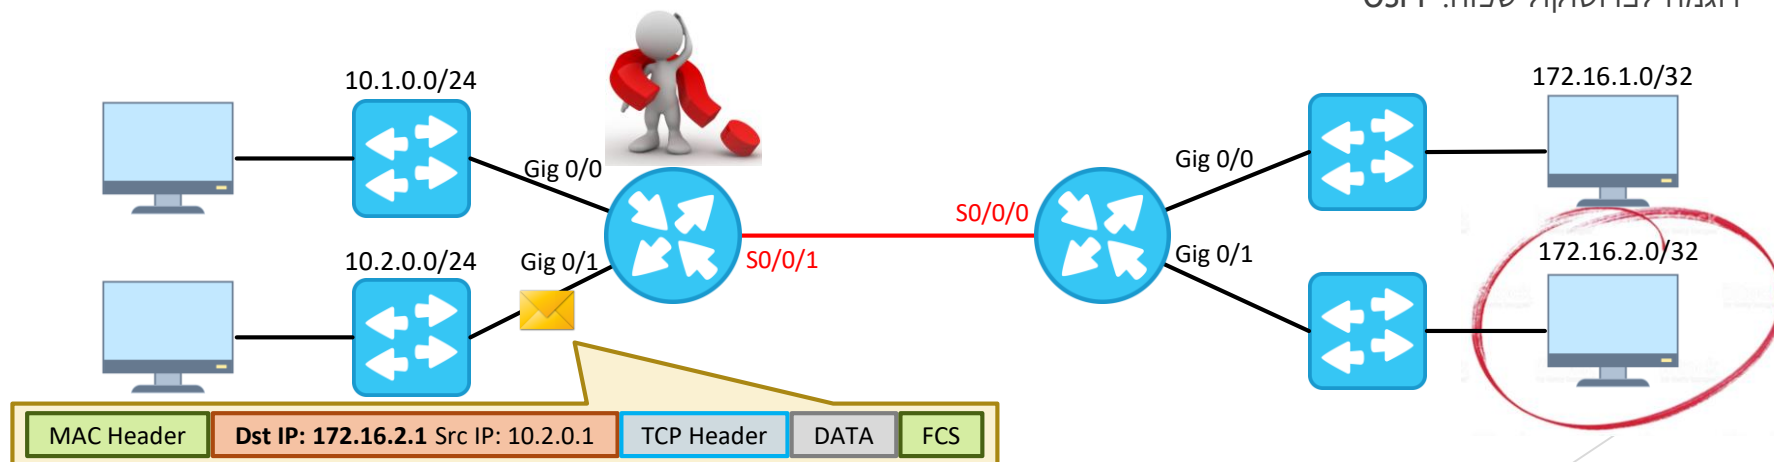 OSPF
10.1.0.0/24
172.16.1.0/32
Gig 0/0
Gig 0/0
S0/0/0
10.2.0.0/24
Gig 0/1
S0/0/1
Gig 0/1
172.16.2.0/32
MAC Header
Dst IP: 172.16.2.1 Src IP: 10.2.0.1
TCP Header
DATA
FCS